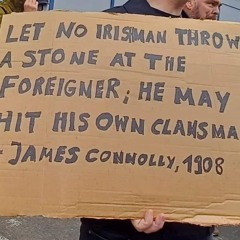 LET NO IRISHMAN THROW
A STONE AT THE
FOREIGNER; HE MAY
HIT HIS OWN CLANSMA
- JAMES CONNOLLY, 1908